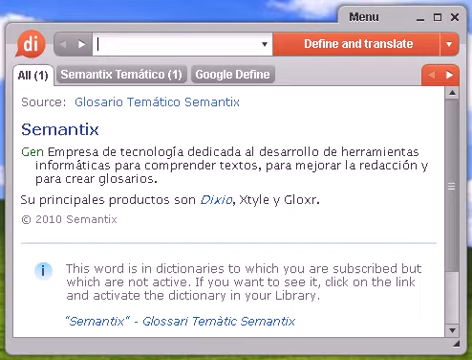 Menu
di
Define and translate
All (1)
Semantix Temático (1)
Google Define
Source: Glosario Temático Semantix
Semantix
Gen Empresa de tecnología dedicada al desarrollo de herramientas
informáticas para comprender textos, para mejorar la redacción y
para crear glosarios.
Su principales producto son Dixio, Xtyle y Gloxr.
© 2010 Semantix
i
This word is in dictionaries to which you are subscribed but
which are not active. If you want to see it, click on the link
and activate the dictionary in your Library.
"Semantix" - Glossari Temàtic Semantix